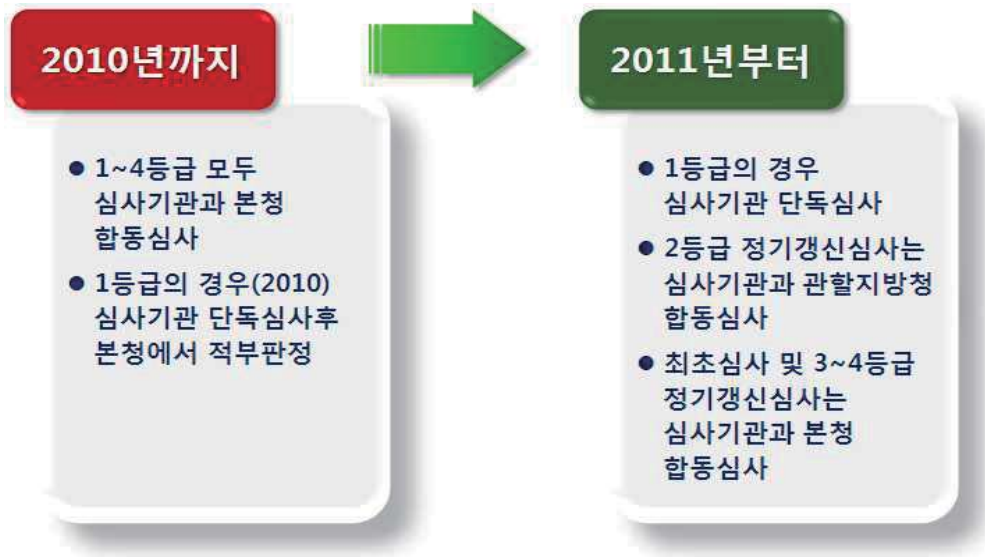 2010년까지
● 1~4등급 모두
심사기관과 본청
합동심사
● 1등급의 경우(2010)
심사기관 단독심사후
본청에서 적부판정
2011년부터
● 1등급의 경우
심사기관 단독심사
● 2등급 정기갱신심사는
심사기관과 관할지방청
합동심사
● 최초심사 및 3~4등급
정기갱신심사는
심사기관과 본청
합동심사